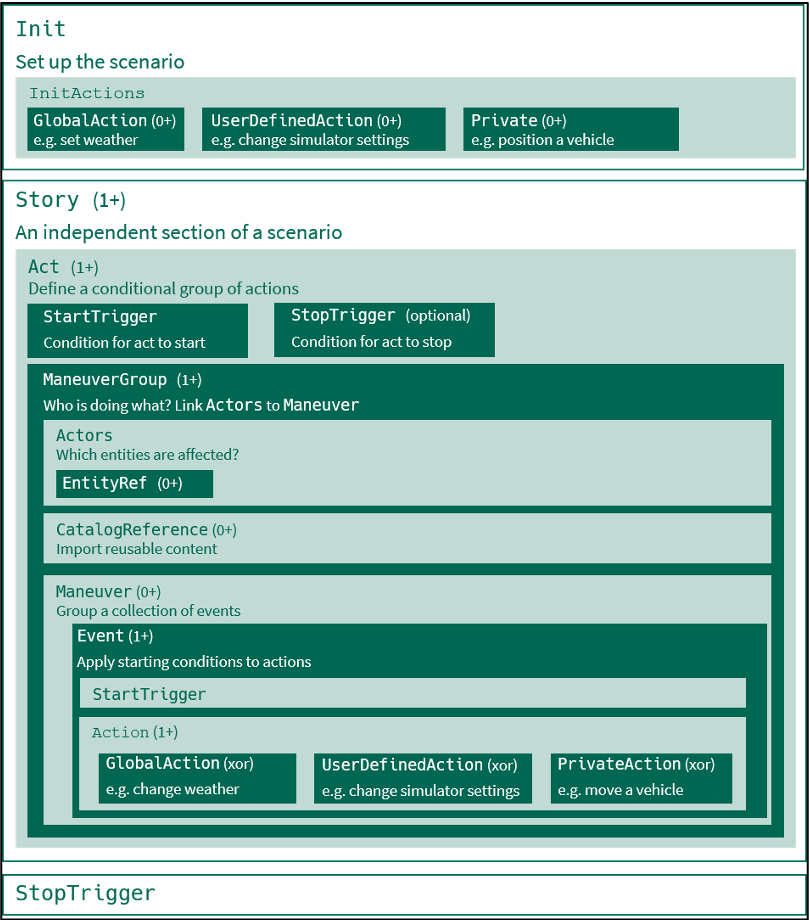 Init
Set up the scenario
InitActions
GlobalAction (0+) UserDefinedAction (0+) Private (0+)
e.g. set weather e.g. change simulator settings e.g. position a vehicle
Story (1+)
An independent section of a scenario
Act (1+)
Define a conditional group of actions
StartTrigger StopTrigger (optional)
Condition for act to start Condition for act to stop
ManeuverGroup (1+)
Who is doing what? Link Actors to Maneuver
Actors
Which entities are affected?
EntityRef (0+)
CatalogReference (0+)
Import reusable content
Maneuver (0+)
Group a collection of events
Event (1+)
Apply starting conditions to actions
StartTrigger
Action (1+)
GlobalAction (xor) UserDefinedAction (xor) PrivateAction (xor)
e.g. change weather e.g. change simulator settings e.g. move a vehicle
StopTrigger